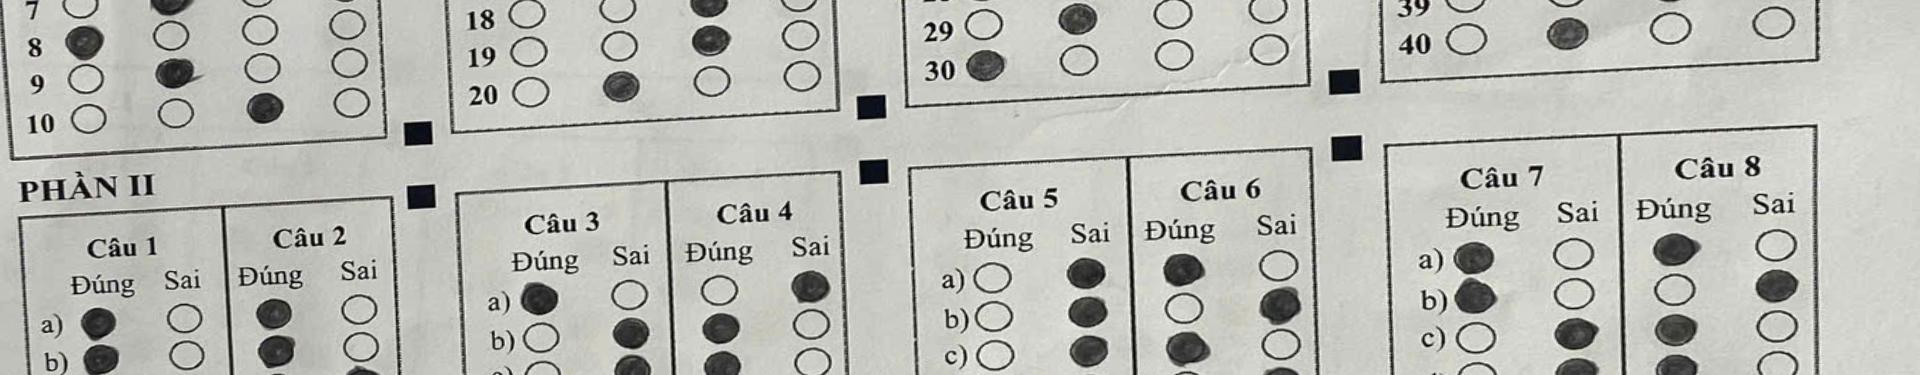 7
8
9
10
18
19
20
29
30
39
40
PHẦN II
Câu 1 Câu 2
Đúng Sai Đúng Sai
a)
b)
Câu 3 Câu 4
Đúng Sai Đúng Sai
a)
b)
Câu 5 Câu 6
Đúng Sai Đúng Sai
a)
b)
c)
Câu 7 Câu 8
Đúng Sai Đúng Sai
a)
b)
c)